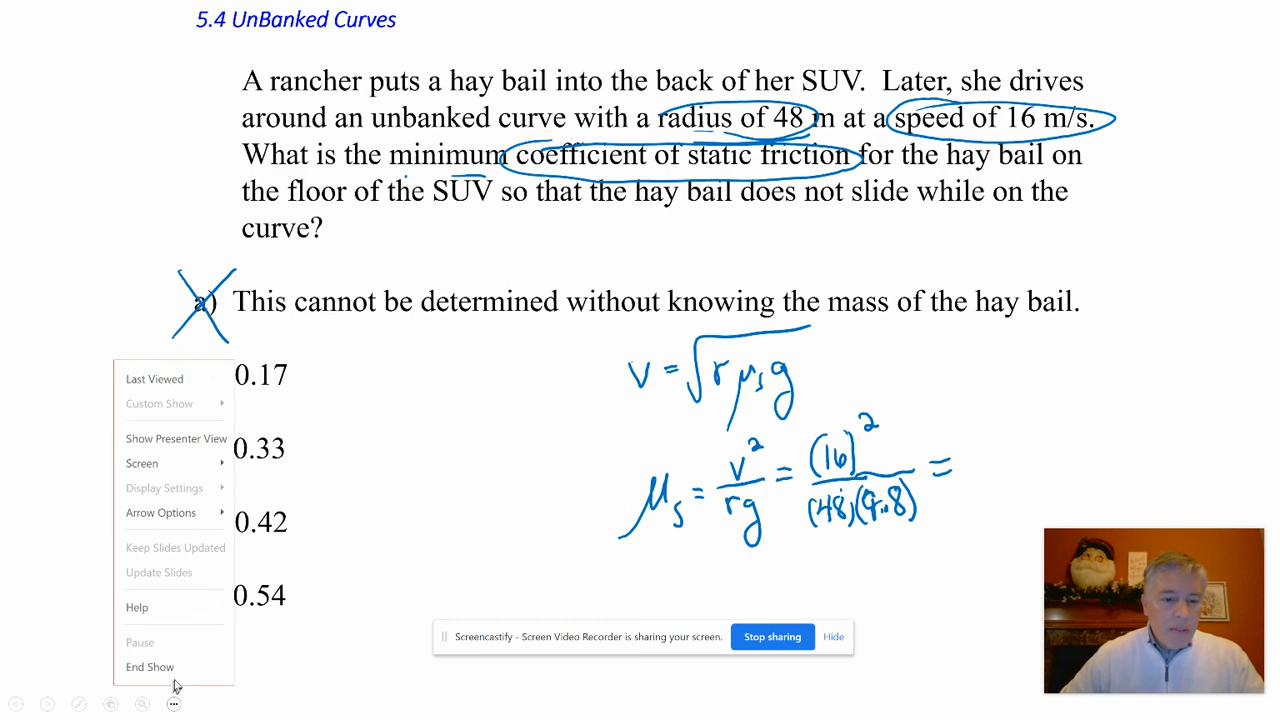 5.4 UnBanked Curves
A rancher puts a hay bail into the back of her SUV. Later, she drives
around an unbanked curve with a radius of 48 m at a speed of 16 m/s.
What is the minimum coefficient of static friction for the hay bail on
the floor of the SUV so that the hay bail does not slide while on the
curve?
a) This cannot be determined without knowing the mass of the hay bail.
0.17
0.33
0.42
0.54
v = √(r μₛ g)
μₛ = v²/rg = (16)²/(48)(9.8) =
Last Viewed
Custom Show
Show Presenter View
Screen
Display Settings
Arrow Options
Keep Slides Updated
Update Slides
Help
Pause
End Show
Screencastify - Screen Video Recorder is sharing your screen. Stop sharing Hide